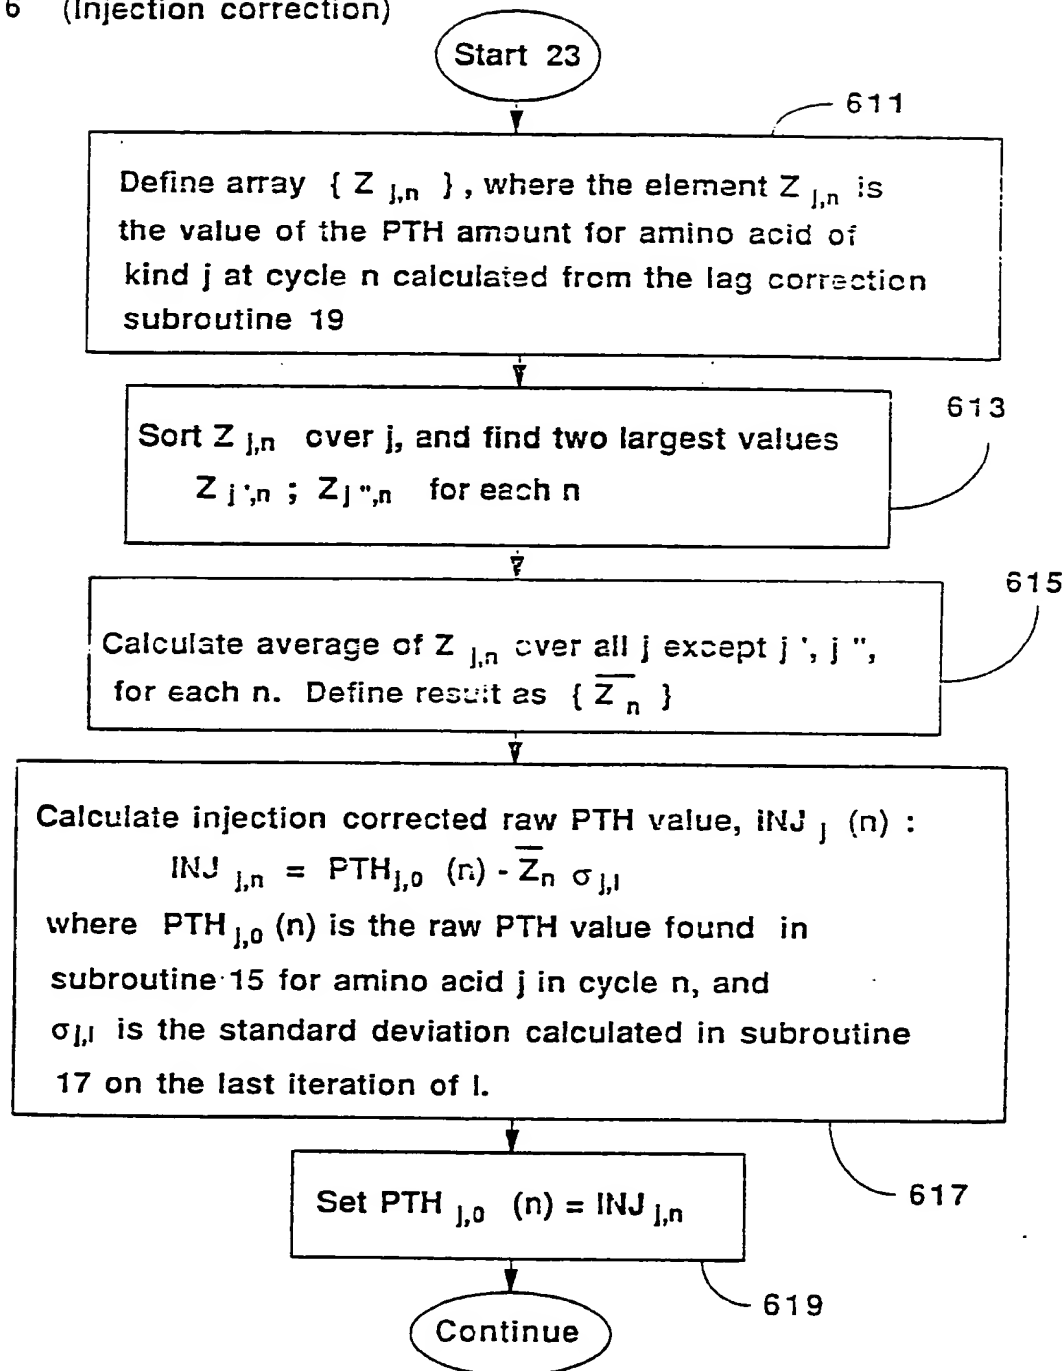 6 (Injection correction)
Start 23
611
Define array { Z j,n } , where the element Z j,n is
the value of the PTH amount for amino acid of
kind j at cycle n calculated from the lag correction
subroutine 19
613
Sort Z j,n over j, and find two largest values
Z j',n ; Z j",n for each n
615
Calculate average of Z j,n over all j except j ', j ",
for each n. Define result as { Z̅ n }
Calculate injection corrected raw PTH value, INJ j (n) :
INJ j,n = PTH j,0 (n) - Z̅n σ j,l
where PTH j,0 (n) is the raw PTH value found in
subroutine 15 for amino acid j in cycle n, and
σ j,l is the standard deviation calculated in subroutine
17 on the last iteration of l.
617
Set PTH j,0 (n) = INJ j,n
619
Continue